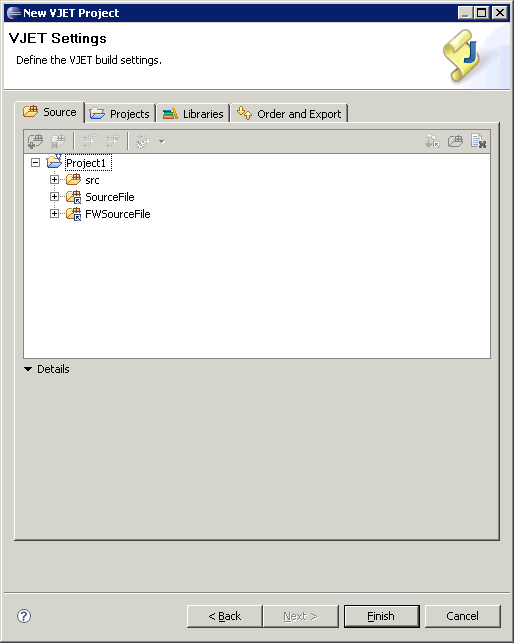 New VJET Project
VJET Settings
Define the VJET build settings.
Source
Projects
Libraries
Order and Export
Project1
src
SourceFile
FWSourceFile
Details
< Back
Next >
Finish
Cancel